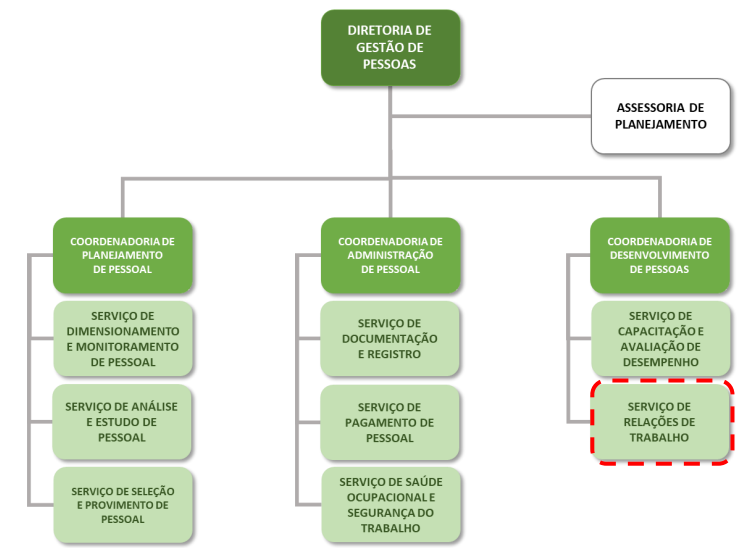 DIRETORIA DE
GESTÃO DE
PESSOAS
ASSESSORIA DE
PLANEJAMENTO
COORDENADORIA DE
PLANEJAMENTO
DE PESSOAL
SERVIÇO DE
DIMENSIONAMENTO
E MONITORAMENTO
DE PESSOAL
SERVIÇO DE ANÁLISE
E ESTUDO DE
PESSOAL
SERVIÇO DE SELEÇÃO
E PROVIMENTO DE
PESSOAL
COORDENADORIA DE
ADMINISTRAÇÃO
DE PESSOAL
SERVIÇO DE
DOCUMENTAÇÃO
E REGISTRO
SERVIÇO DE
PAGAMENTO DE
PESSOAL
SERVIÇO DE SAÚDE
OCUPACIONAL E
SEGURANÇA DO
TRABALHO
COORDENADORIA DE
DESENVOLVIMENTO
DE PESSOAS
SERVIÇO DE
CAPACITAÇÃO E
AVALIAÇÃO DE
DESEMPENHO
SERVIÇO DE
RELAÇÕES DE
TRABALHO